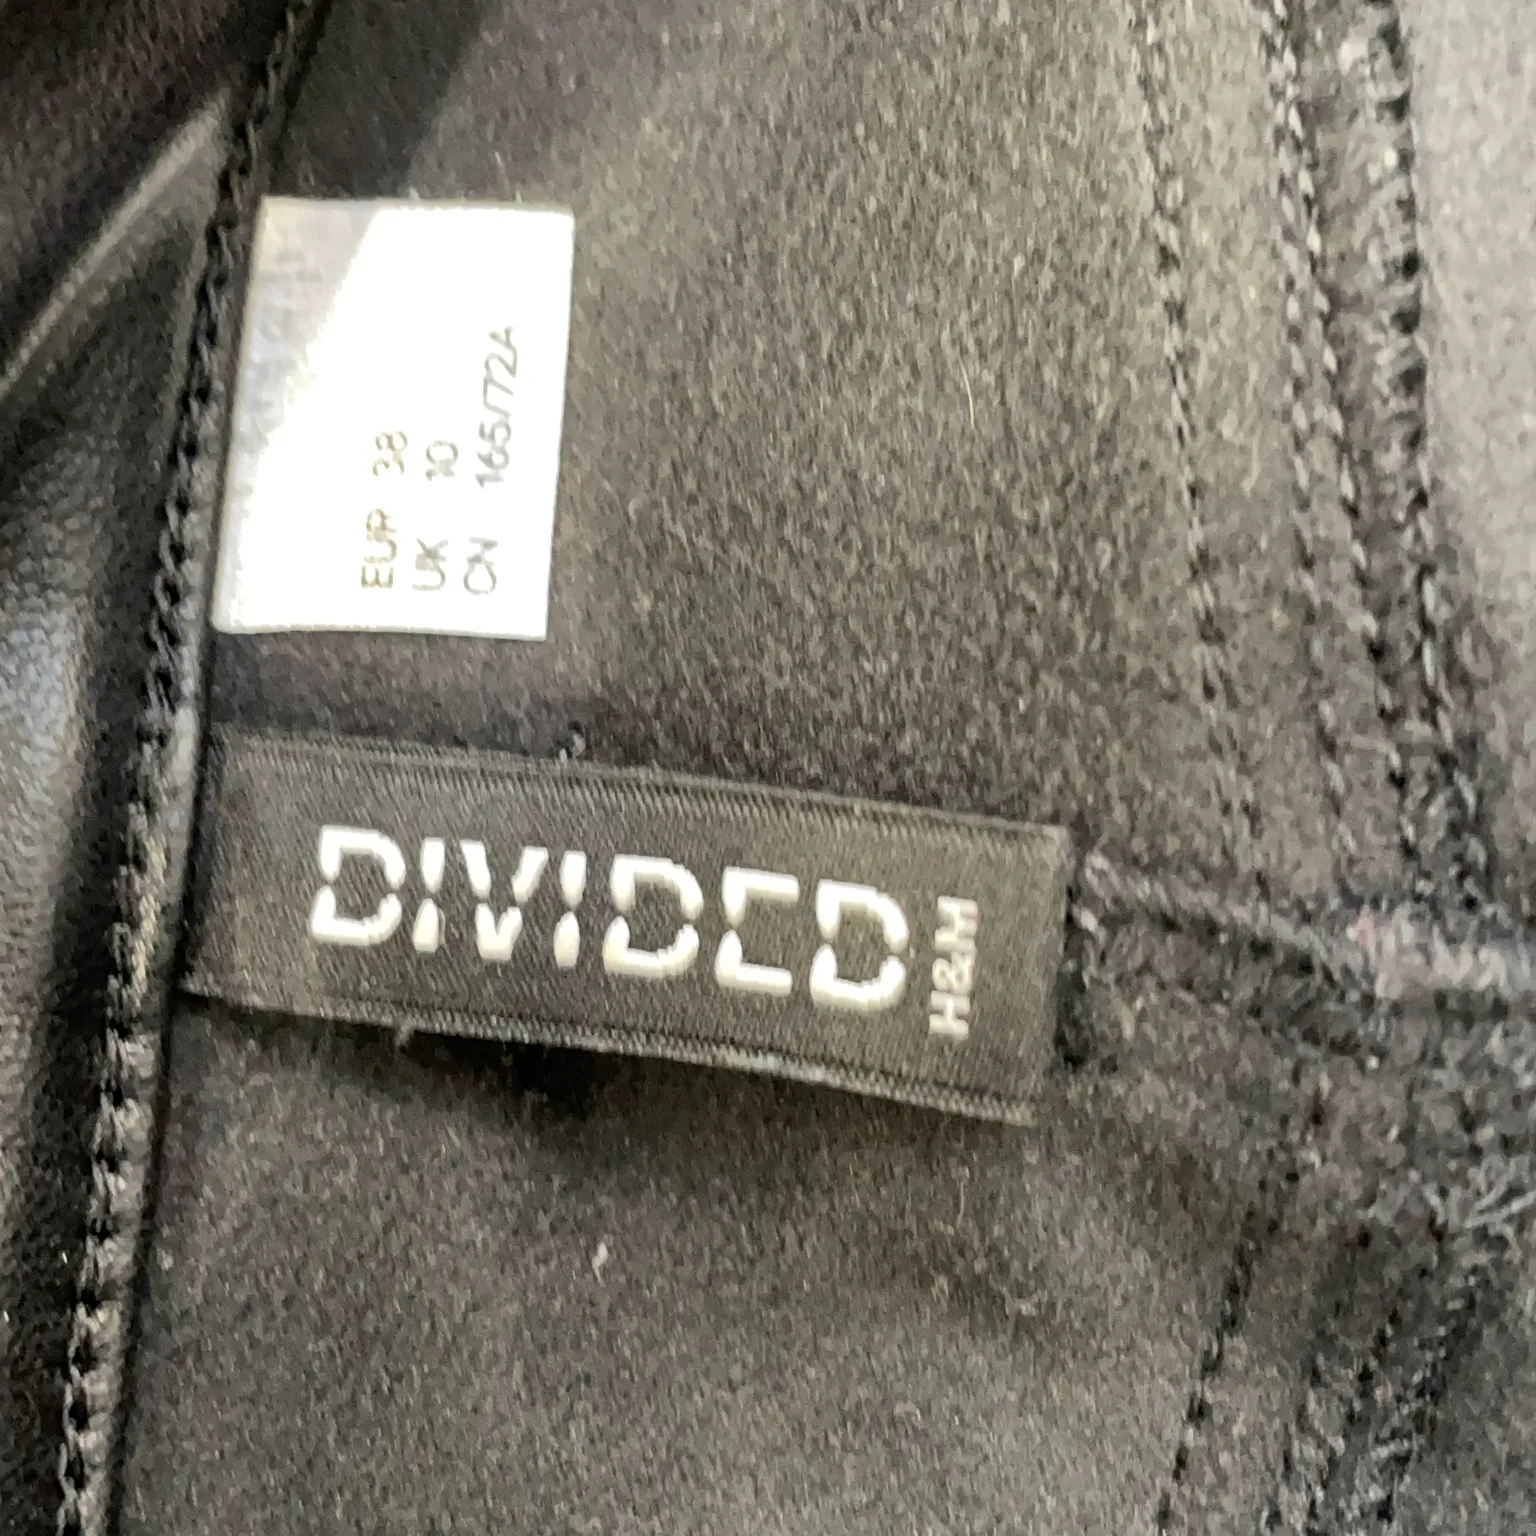 EUR 38
UK 10
CN 165/72A
DIVIDED
H&M